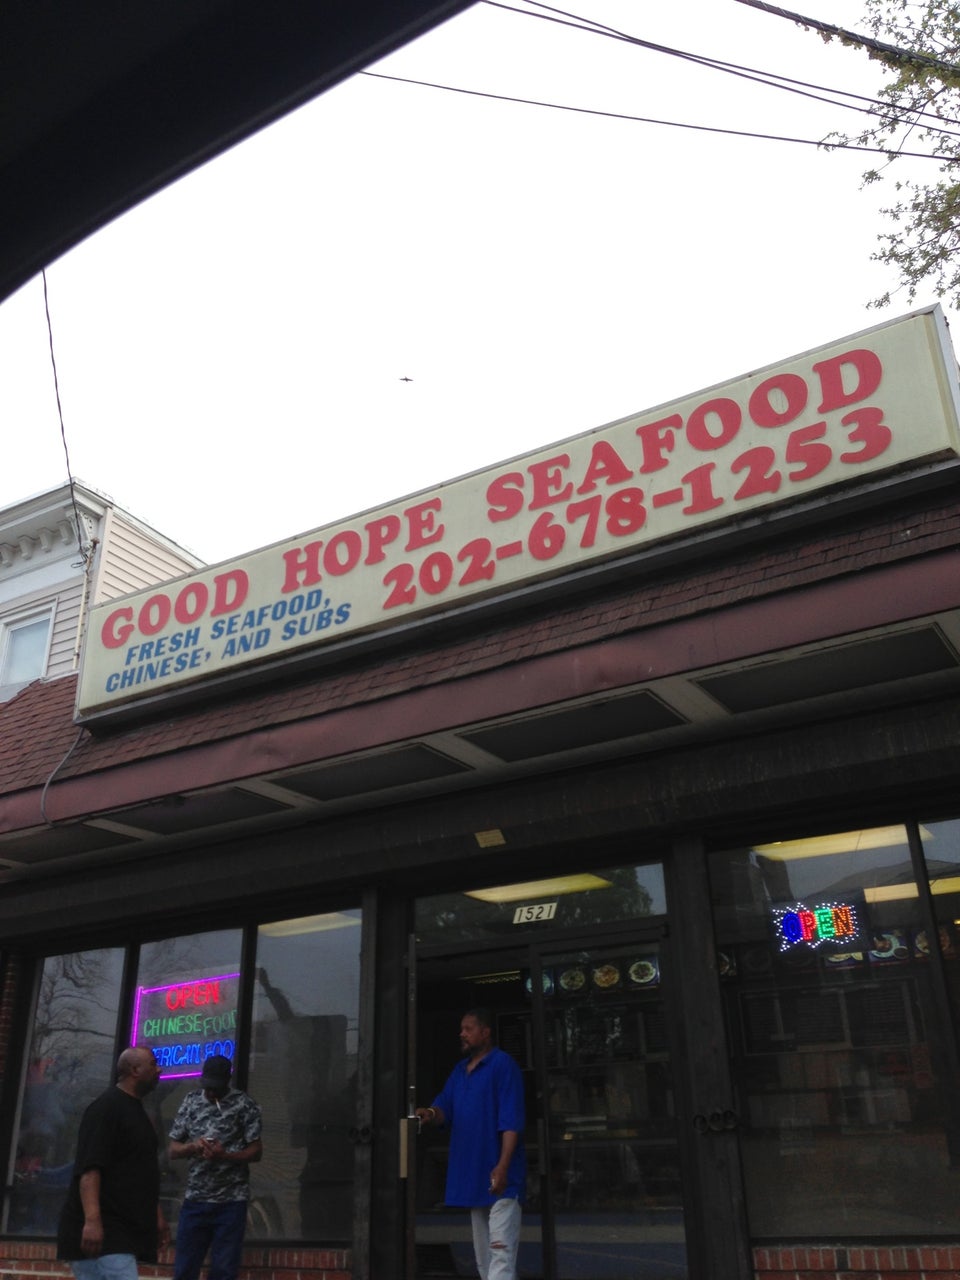 GOOD HOPE SEAFOOD
FRESH SEAFOOD,
CHINESE, AND SUBS
202-678-1253
1521
OPEN
OPEN
CHINESE FOOD